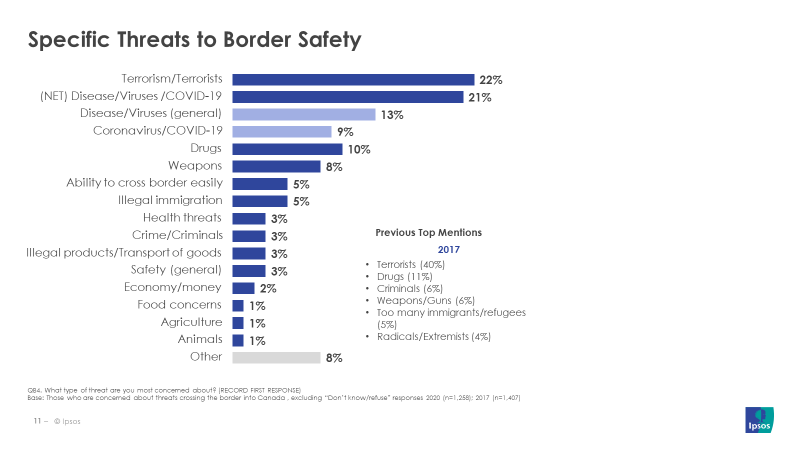 Specific Threats to Border Safety
Terrorism/Terrorists 22%
(NET) Disease/Viruses /COVID-19 21%
Disease/Viruses (general) 13%
Coronavirus/COVID-19 9%
Drugs 10%
Weapons 8%
Ability to cross border easily 5%
Illegal immigration 5%
Health threats 3%
Crime/Criminals 3%
Illegal products/Transport of goods 3%
Safety (general) 3%
Economy/money 2%
Food concerns 1%
Agriculture 1%
Animals 1%
Other 8%
Previous Top Mentions
2017
• Terrorists (40%)
• Drugs (11%)
• Criminals (6%)
• Weapons/Guns (6%)
• Too many immigrants/refugees
(5%)
• Radicals/Extremists (4%)
Q84. What type of threat are you most concerned about? (RECORD FIRST RESPONSE)
Base: Those who are concerned about threats crossing the border into Canada , excluding "Don't know/refuse" responses 2020 (n=1,258); 2017 (n=1,407)
11 – © Ipsos
Ipsos